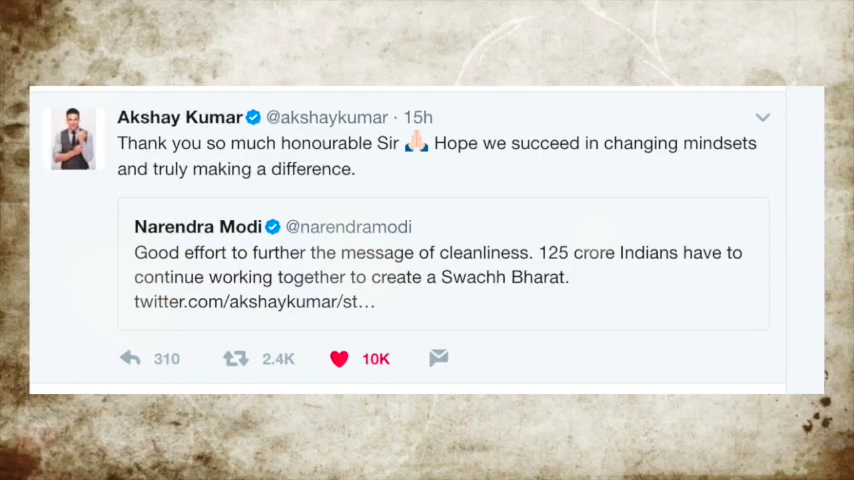 Akshay Kumar @akshaykumar · 15h
Thank you so much honourable Sir 🙏🏻 Hope we succeed in changing mindsets
and truly making a difference.
Narendra Modi @narendramodi
Good effort to further the message of cleanliness. 125 crore Indians have to
continue working together to create a Swachh Bharat.
twitter.com/akshaykumar/st…
310 2.4K 10K